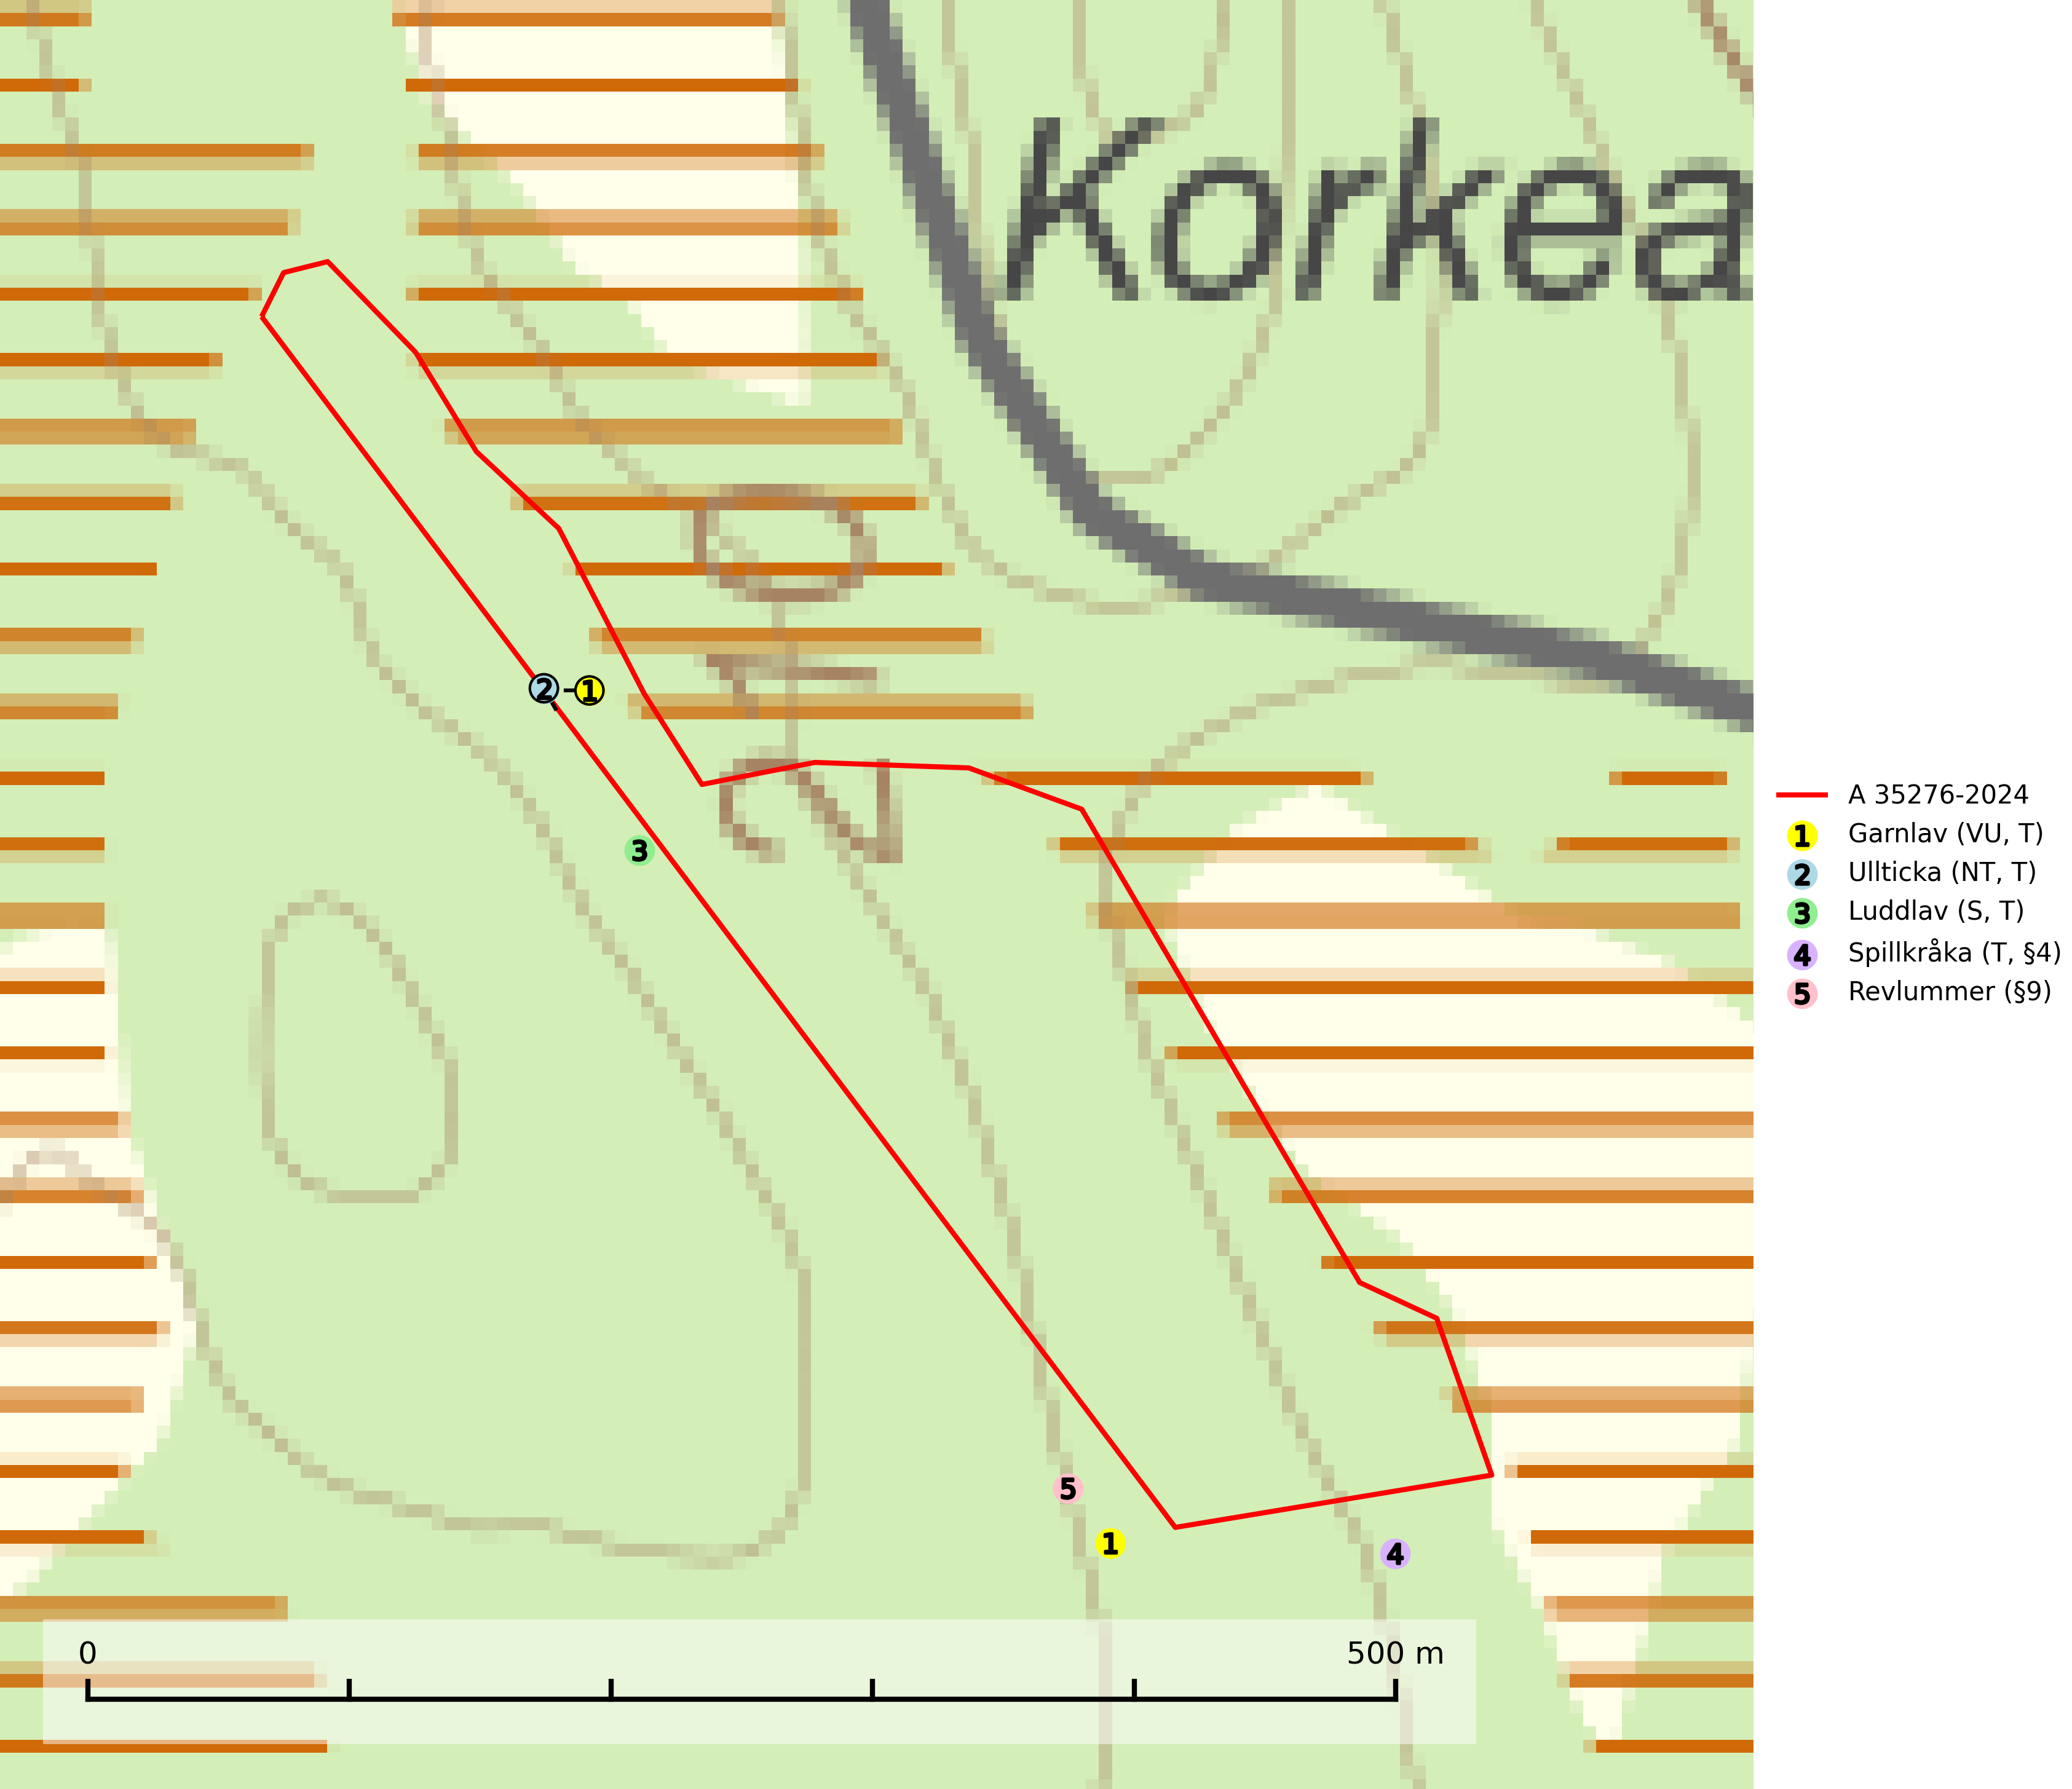 Korkea
240
2
1
3
5
1
4
0
500 m
A 35276-2024
1 Garnlav (VU, T)
2 Ullticka (NT, T)
3 Luddlav (S, T)
4 Spillkråka (T, §4)
5 Revlummer (§9)